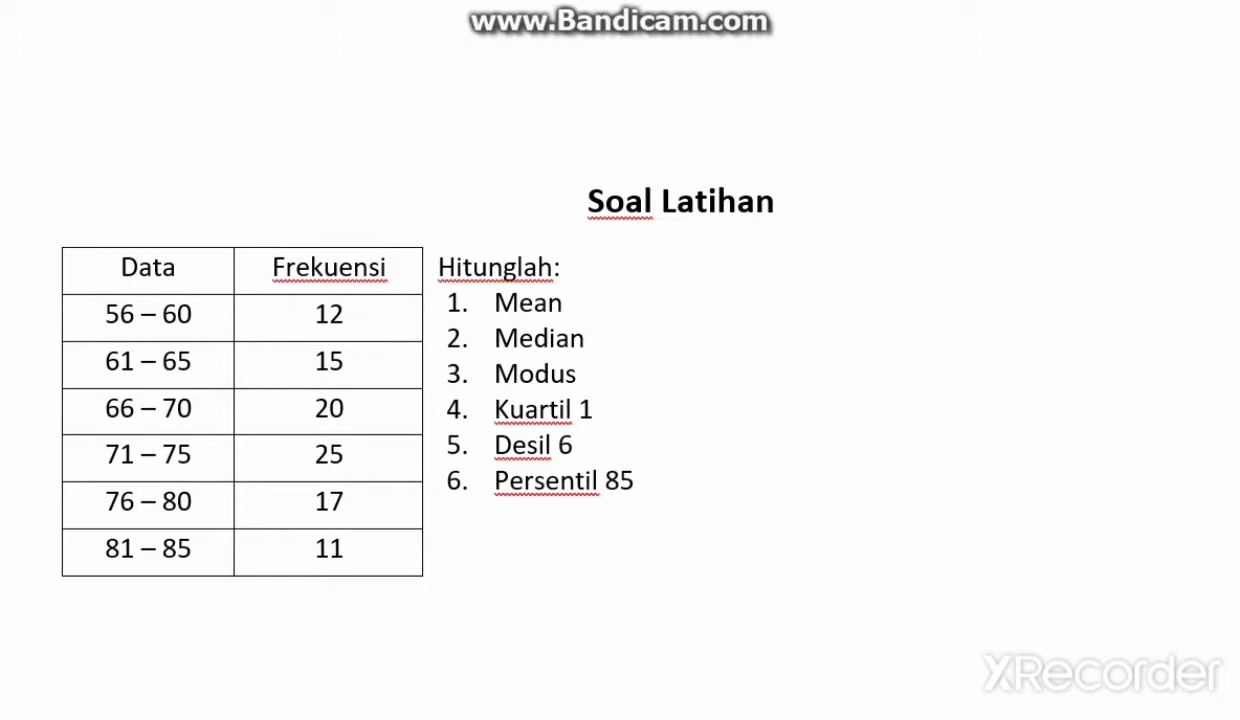 www.Bandicam.com
Soal Latihan
Data Frekuensi
56 – 60 12
61 – 65 15
66 – 70 20
71 – 75 25
76 – 80 17
81 – 85 11
Hitunglah:
1. Mean
2. Median
3. Modus
4. Kuartil 1
5. Desil 6
6. Persentil 85
XRecorder